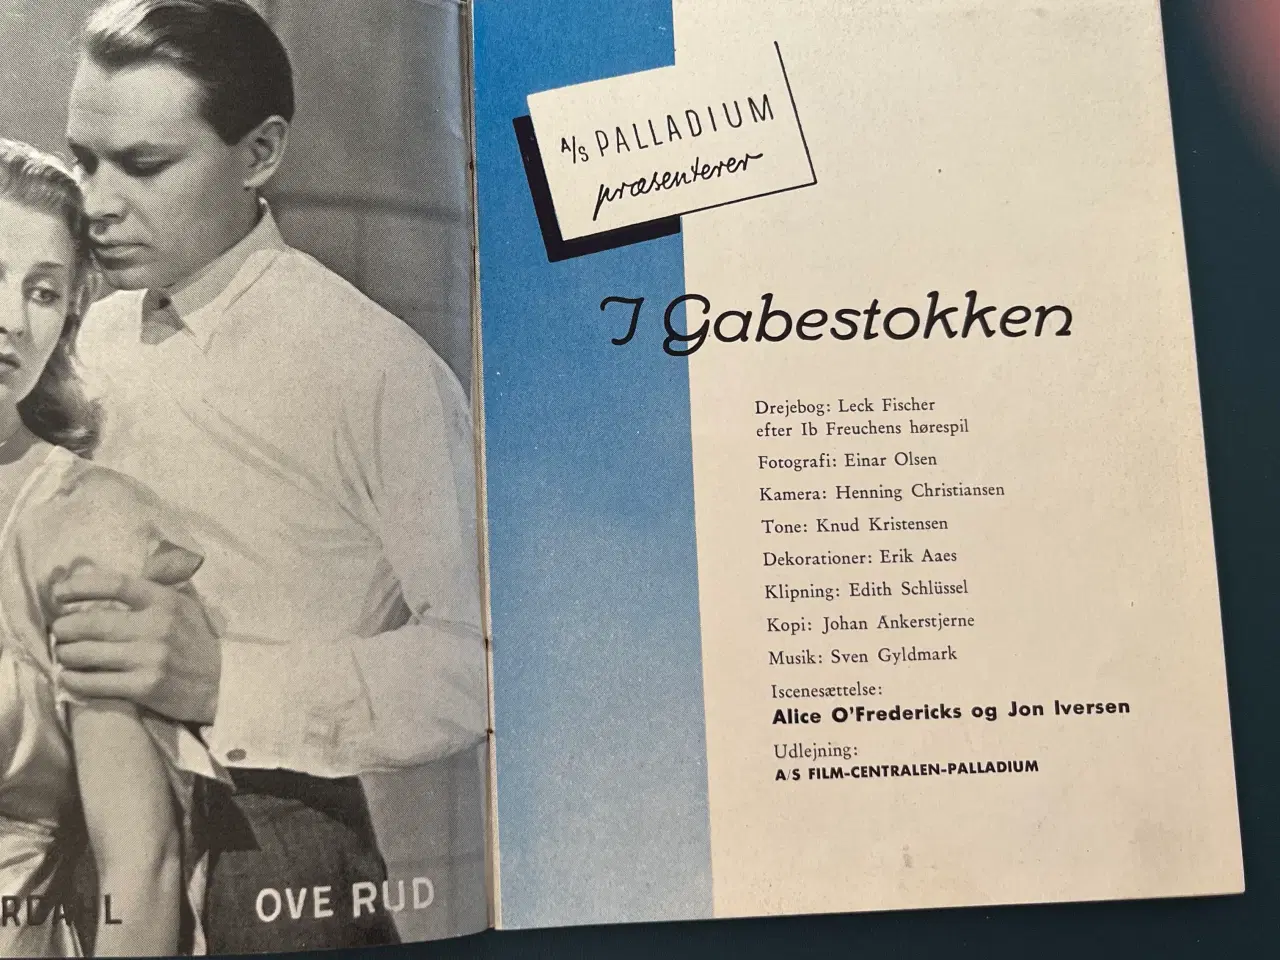 A/S PALLADIUM
præsenterer
I Gabestokken
Drejebog: Leck Fischer
efter Ib Freuchens hørespil
Fotografi: Einar Olsen
Kamera: Henning Christiansen
Tone: Knud Kristensen
Dekorationer: Erik Aaes
Klipning: Edith Schlüssel
Kopi: Johan Ankerstjerne
Musik: Sven Gyldmark
Iscenesættelse:
Alice O'Fredericks og Jon Iversen
Udlejning:
A/S FILM-CENTRALEN-PALLADIUM
OVE RUD